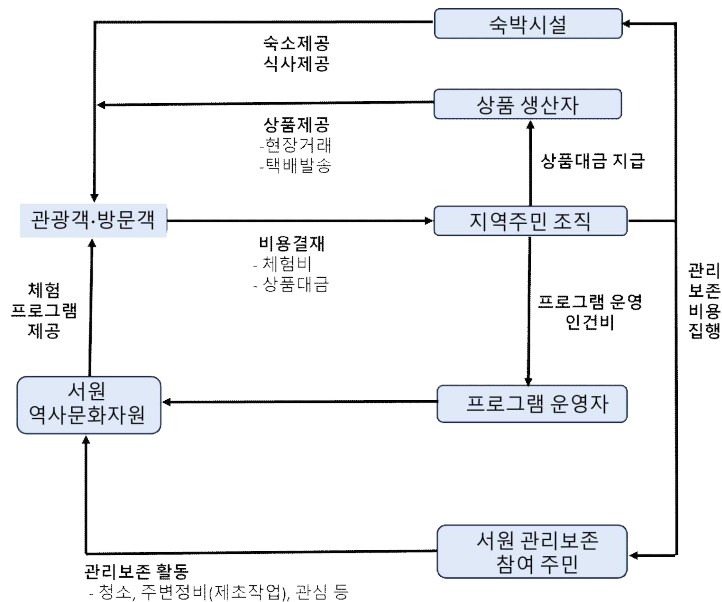 숙박시설
숙소제공
식사제공
상품 생산자
상품제공
-현장거래
-택배발송
상품대금 지급
관광객·방문객
지역주민 조직
비용결재
- 체험비
- 상품대금
관리
보존
비용
집행
체험
프로그램
제공
프로그램 운영
인건비
서원
역사문화자원
프로그램 운영자
서원 관리보존
참여 주민
관리보존 활동
- 청소, 주변정비(제초작업), 관심 등